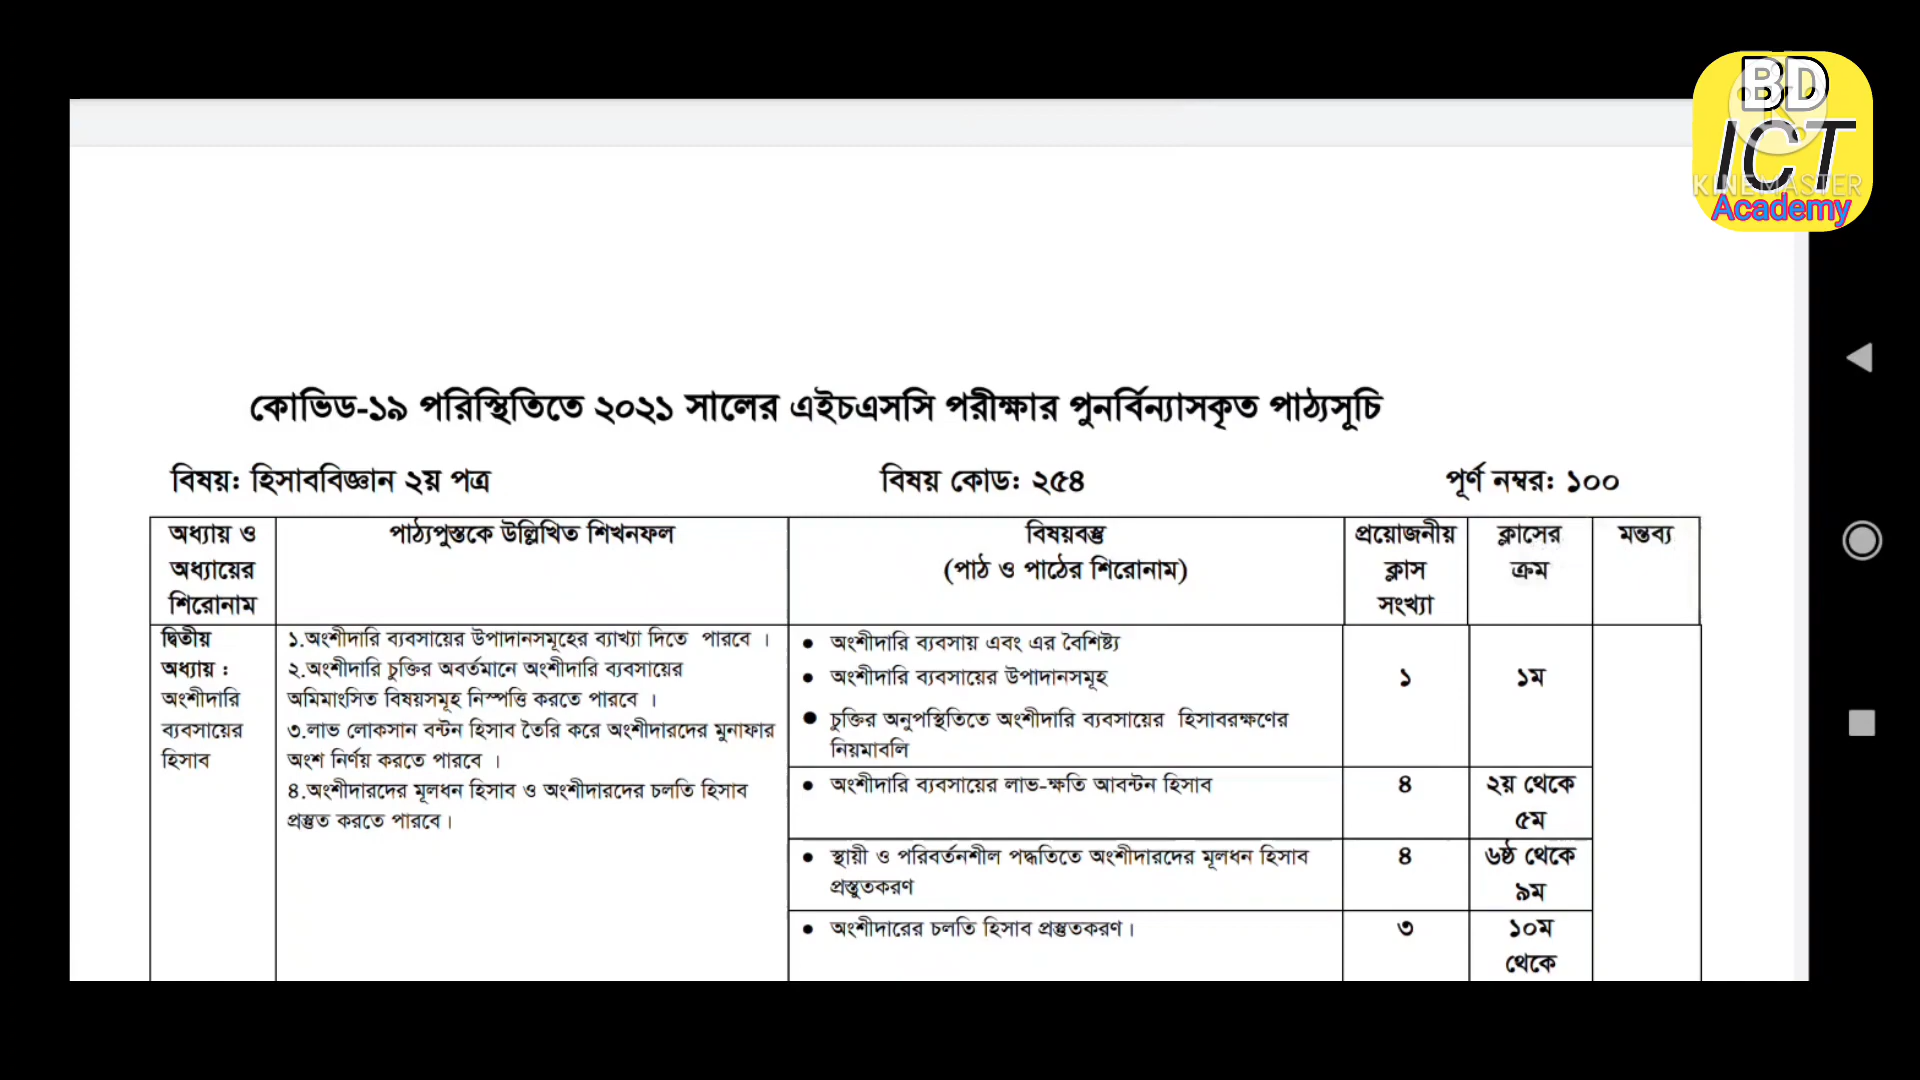 BD
ICT
KINEMASTER
Academy
কোভিড-১৯ পরিস্থিতিতে ২০২১ সালের এইচএসসি পরীক্ষার পুনর্বিন্যাসকৃত পাঠ্যসূচি
বিষয়: হিসাববিজ্ঞান ২য় পত্র বিষয় কোড: ২৫৪ পূর্ণ নম্বর: ১০০
অধ্যায় ও
অধ্যায়ের
শিরোনাম
পাঠ্যপুস্তকে উল্লিখিত শিখনফল
বিষয়বস্তু
(পাঠ ও পাঠের শিরোনাম)
প্রয়োজনীয়
ক্লাস
সংখ্যা
ক্লাসের
ক্রম
মন্তব্য
দ্বিতীয়
অধ্যায় :
অংশীদারি
ব্যবসায়ের
হিসাব
১.অংশীদারি ব্যবসায়ের উপাদানসমূহের ব্যাখ্যা দিতে পারবে ।
২.অংশীদারি চুক্তির অবর্তমানে অংশীদারি ব্যবসায়ের
অমিমাংসিত বিষয়সমূহ নিস্পত্তি করতে পারবে ।
৩.লাভ লোকসান বন্টন হিসাব তৈরি করে অংশীদারদের মুনাফার
অংশ নির্ণয় করতে পারবে ।
৪.অংশীদারদের মূলধন হিসাব ও অংশীদারদের চলতি হিসাব
প্রস্তুত করতে পারবে।
• অংশীদারি ব্যবসায় এবং এর বৈশিষ্ট্য
• অংশীদারি ব্যবসায়ের উপাদানসমূহ
• চুক্তির অনুপস্থিতিতে অংশীদারি ব্যবসায়ের হিসাবরক্ষণের
নিয়মাবলি
১
১ম
• অংশীদারি ব্যবসায়ের লাভ-ক্ষতি আবন্টন হিসাব
৪
২য় থেকে
৫ম
• স্থায়ী ও পরিবর্তনশীল পদ্ধতিতে অংশীদারদের মূলধন হিসাব
প্রস্তুতকরণ
৪
৬ষ্ঠ থেকে
৯ম
• অংশীদারের চলতি হিসাব প্রস্তুতকরণ।
৩
১০ম
থেকে